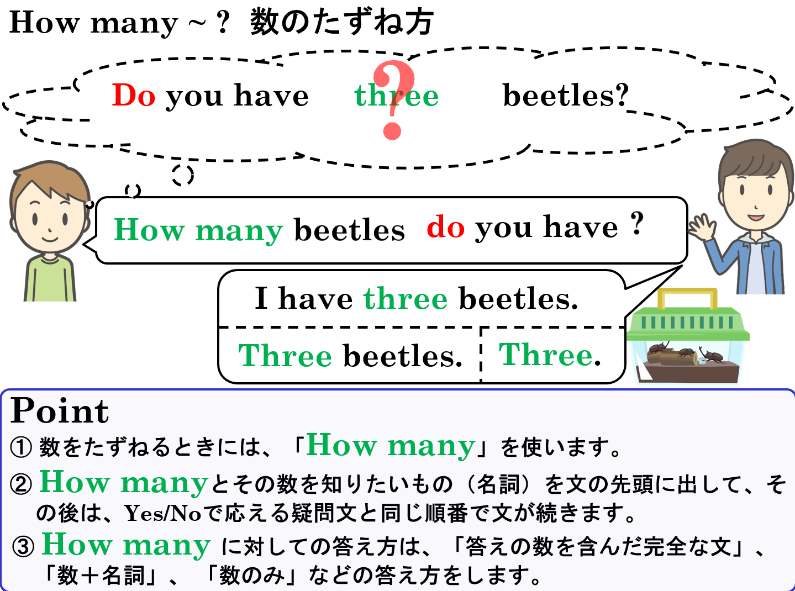 How many ~ ? 数のたずね方
Do you have three ? beetles?
How many beetles do you have ?
I have three beetles.
Three beetles. Three.
Point
① 数をたずねるときには、「How many」を使います。
② How manyとその数を知りたいもの（名詞）を文の先頭に出して、そ
の後は、Yes/Noで応える疑問文と同じ順番で文が続きます。
③ How many に対しての答え方は、「答えの数を含んだ完全な文」、
「数＋名詞」、「数のみ」などの答え方をします。